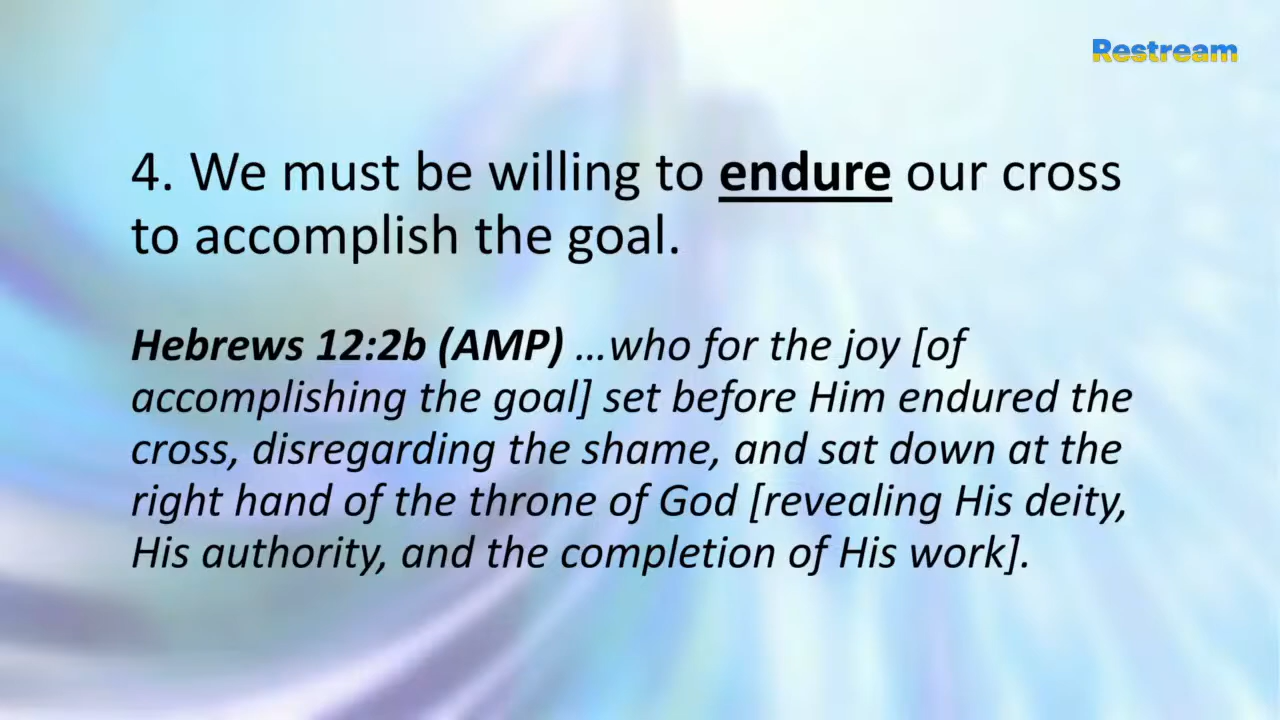 Restream
4. We must be willing to endure our cross
to accomplish the goal.
Hebrews 12:2b (AMP) ...who for the joy [of
accomplishing the goal] set before Him endured the
cross, disregarding the shame, and sat down at the
right hand of the throne of God [revealing His deity,
His authority, and the completion of His work].